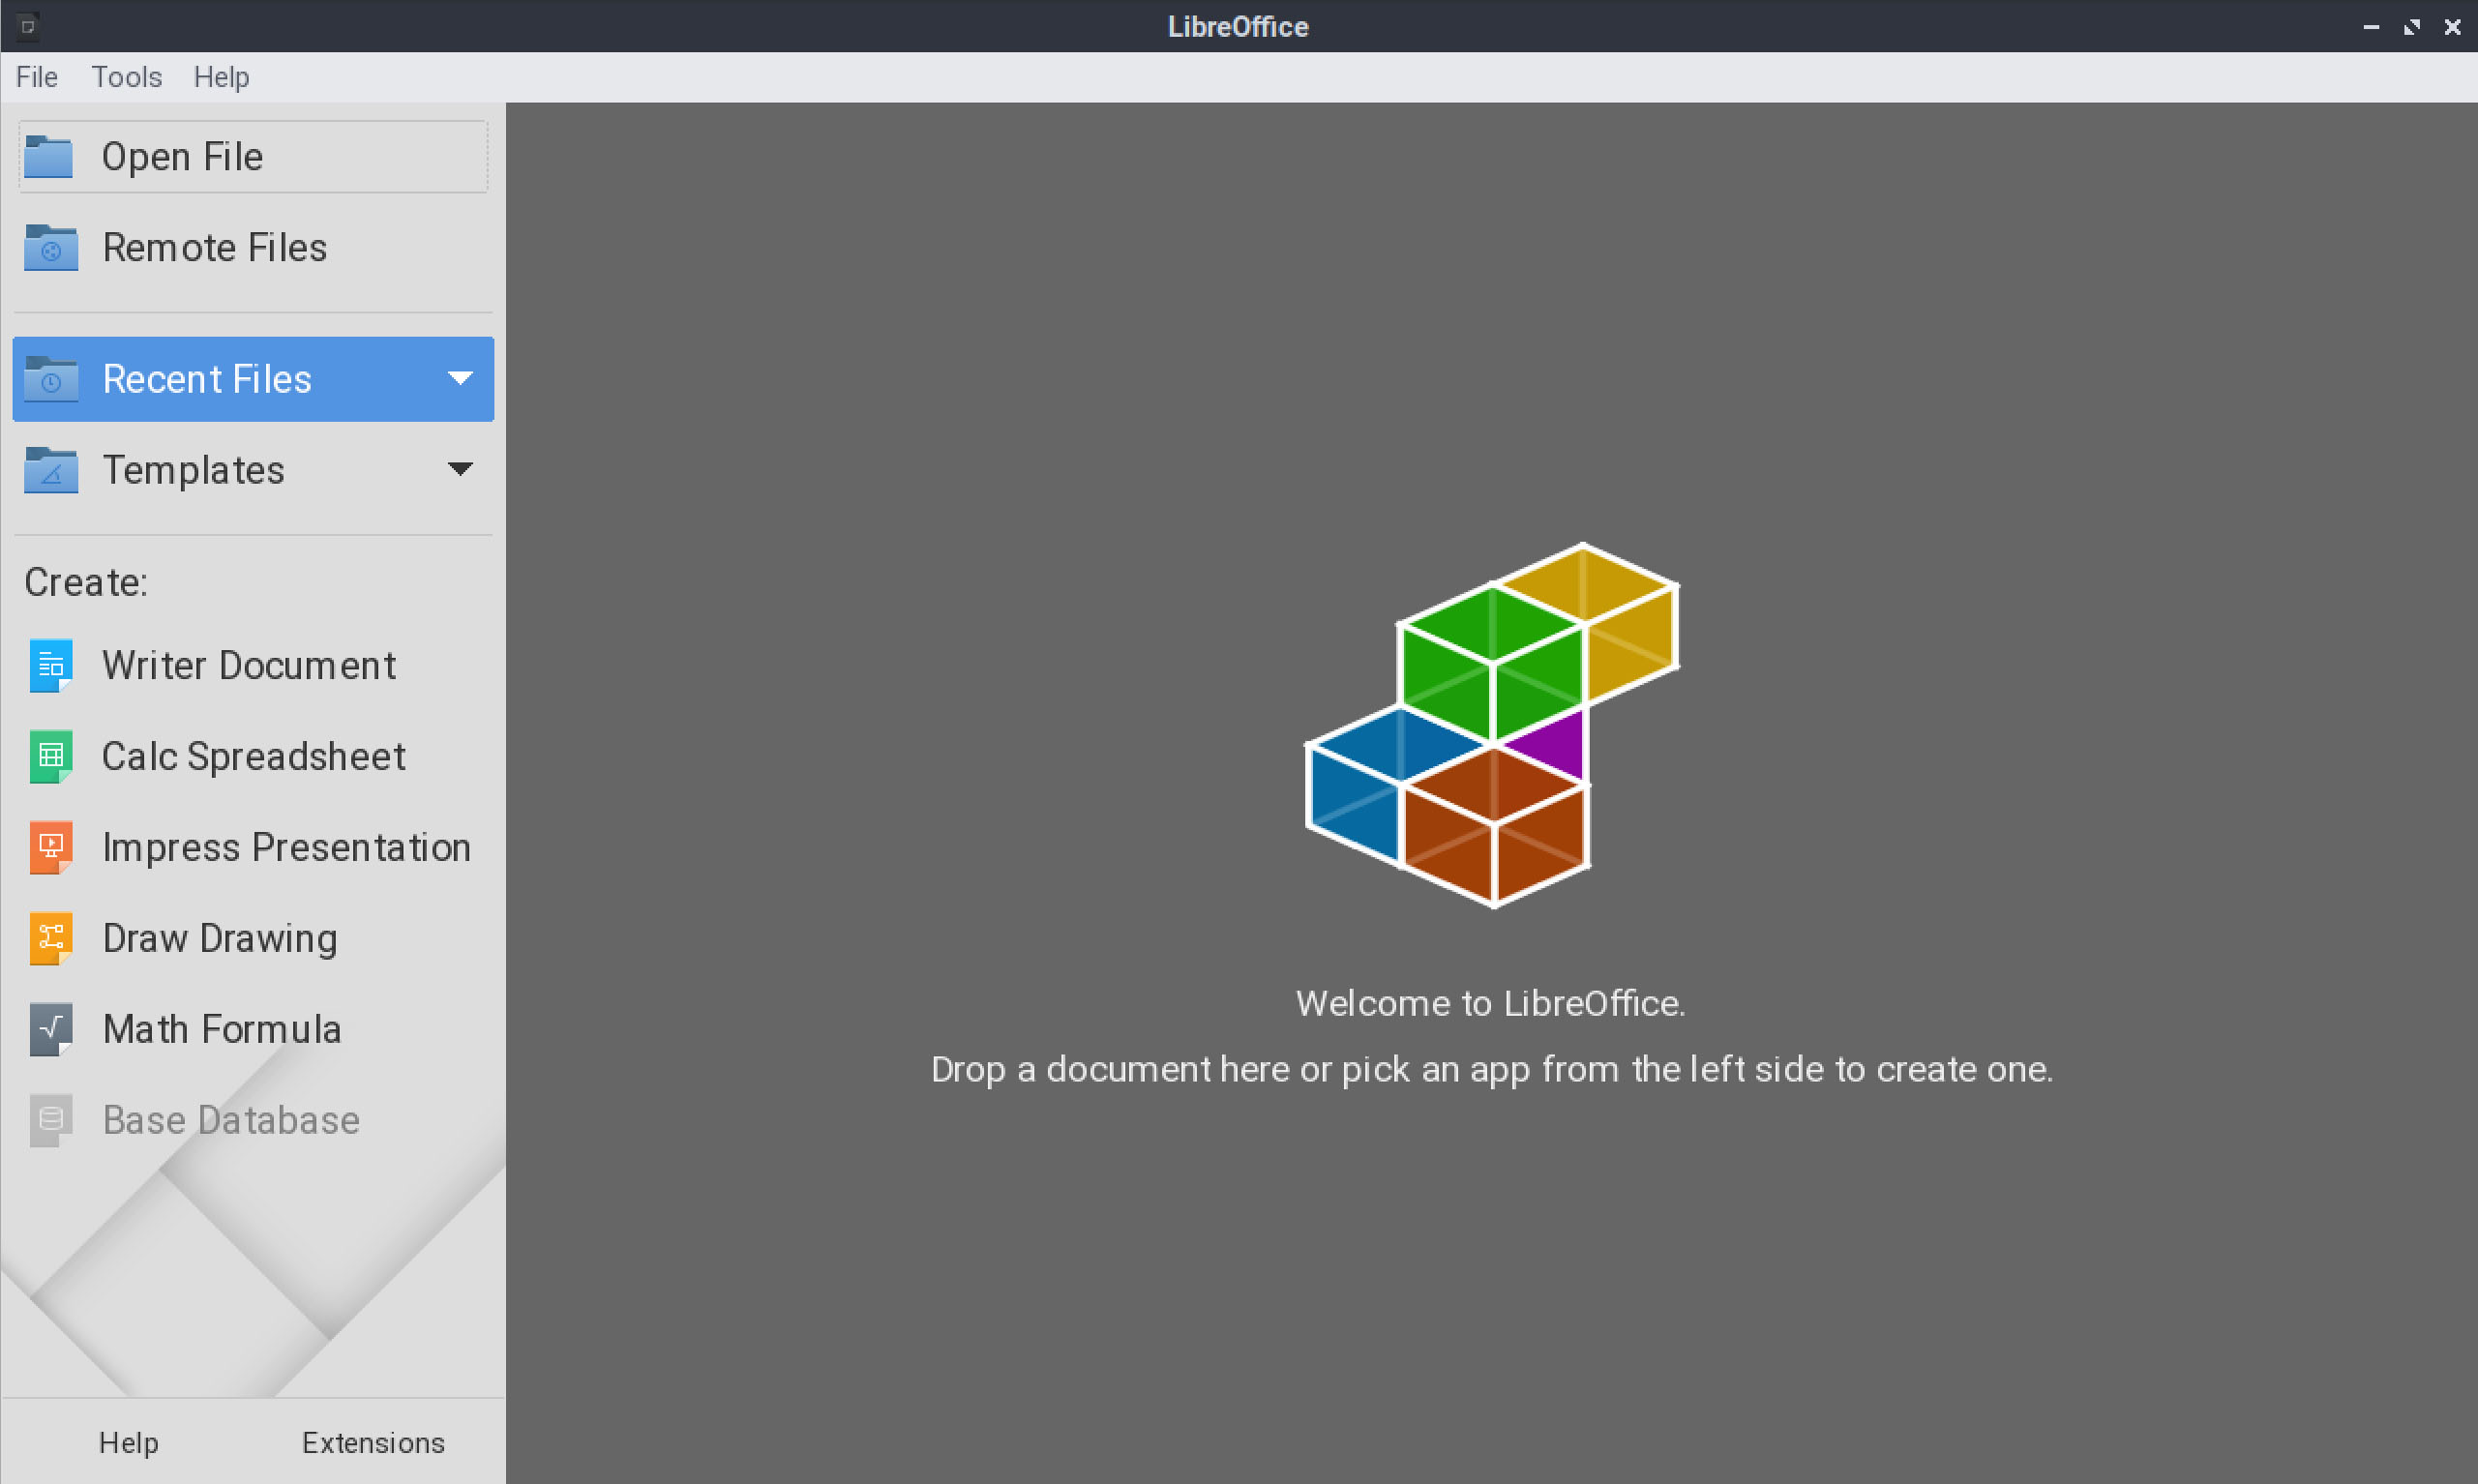 LibreOffice
File Tools Help
Open File
Remote Files
Recent Files
Templates
Create:
Writer Document
Calc Spreadsheet
Impress Presentation
Draw Drawing
Math Formula
Base Database
Help Extensions
Welcome to LibreOffice.
Drop a document here or pick an app from the left side to create one.